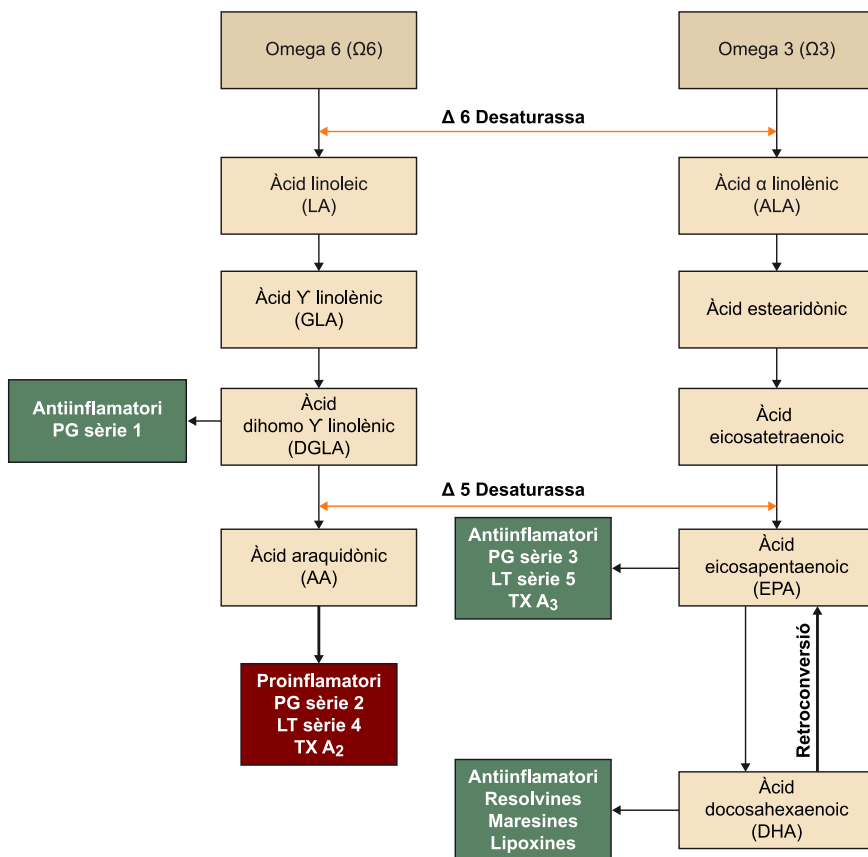 Omega 6 (Ω6)
Omega 3 (Ω3)
Δ 6 Desaturassa
Àcid linoleic
(LA)
Àcid α linolènic
(ALA)
Àcid ϒ linolènic
(GLA)
Àcid estearidònic
Antiinflamatori
PG sèrie 1
Àcid
dihomo ϒ linolènic
(DGLA)
Àcid
eicosatetraenoic
Δ 5 Desaturassa
Àcid araquidònic
(AA)
Antiinflamatori
PG sèrie 3
LT sèrie 5
TX A₃
Àcid
eicosapentaenoic
(EPA)
Proinflamatori
PG sèrie 2
LT sèrie 4
TX A₂
Retroconversió
Antiinflamatori
Resolvines
Maresines
Lipoxines
Àcid
docosahexaenoic
(DHA)